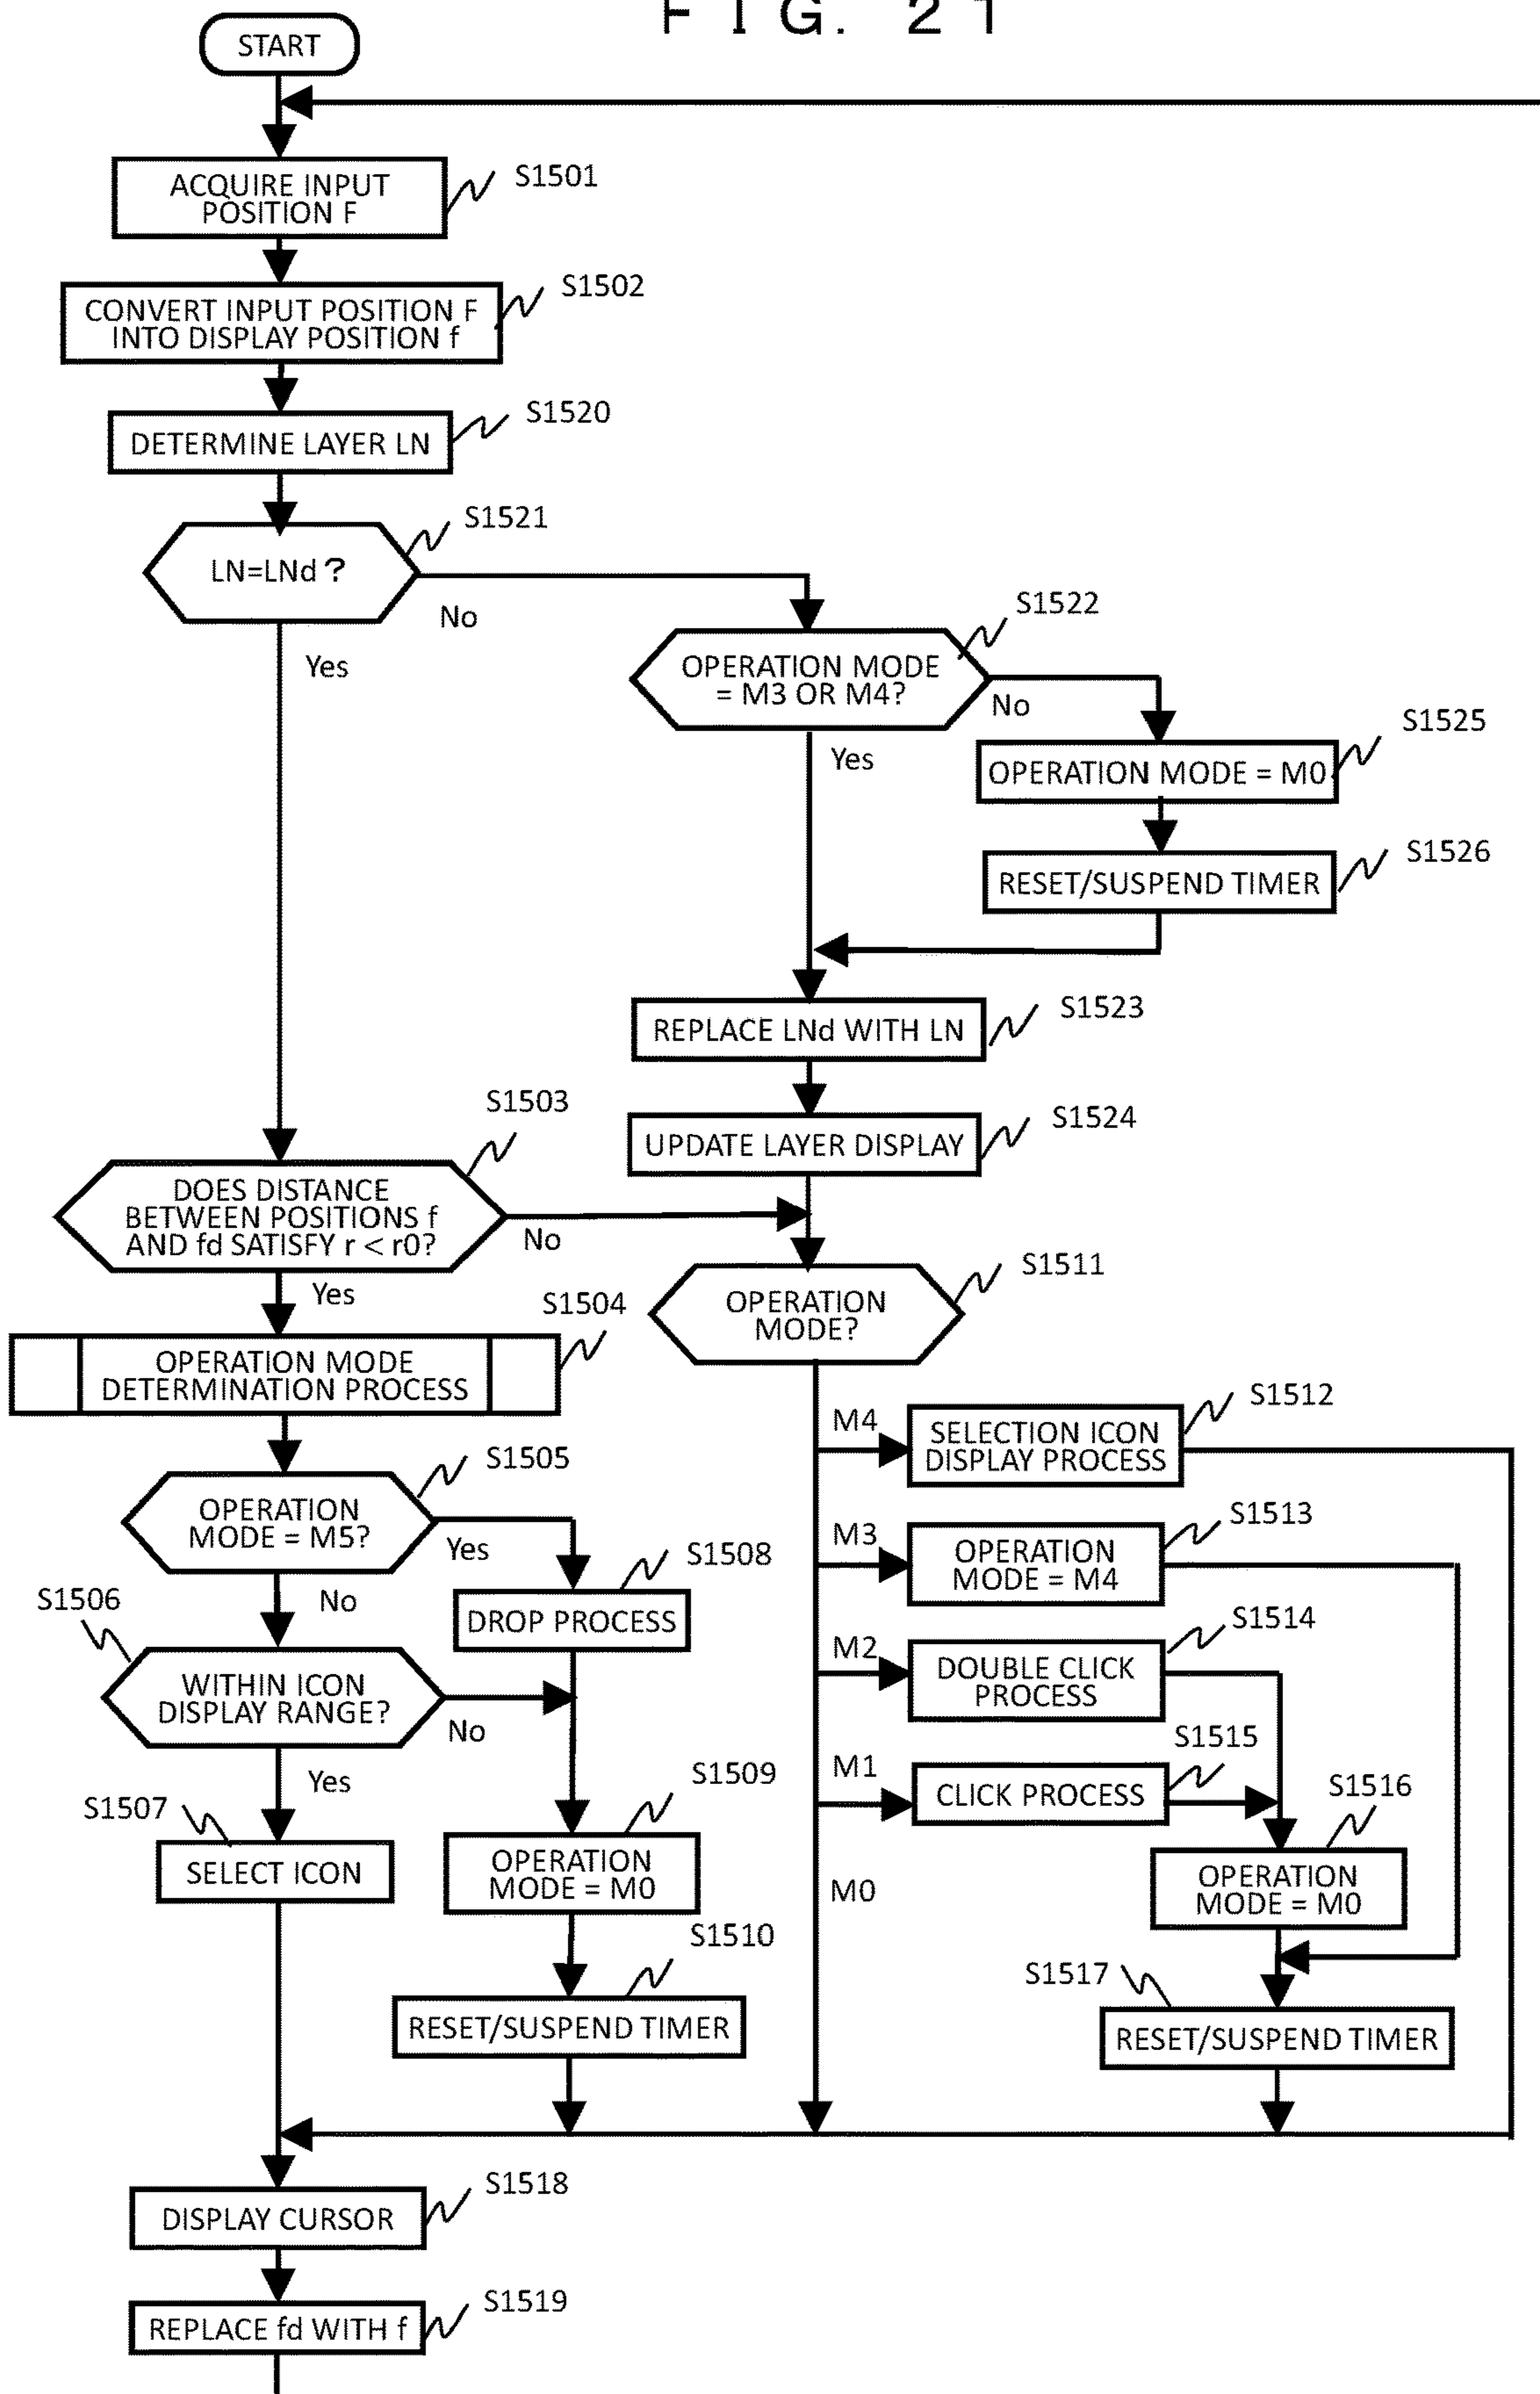 FIG. 21
START
ACQUIRE INPUT
POSITION F
S1501
CONVERT INPUT POSITION F
INTO DISPLAY POSITION f
S1502
DETERMINE LAYER LN
S1520
LN=LNd ?
S1521
No
Yes
OPERATION MODE
= M3 OR M4?
S1522
No
Yes
OPERATION MODE = M0
S1525
RESET/SUSPEND TIMER
S1526
REPLACE LNd WITH LN
S1523
UPDATE LAYER DISPLAY
S1524
DOES DISTANCE
BETWEEN POSITIONS f
AND fd SATISFY r < r0?
S1503
No
Yes
OPERATION MODE
DETERMINATION PROCESS
S1504
OPERATION
MODE = M5?
S1505
Yes
No
DROP PROCESS
S1508
S1506
WITHIN ICON
DISPLAY RANGE?
No
Yes
S1507
SELECT ICON
S1509
OPERATION
MODE = M0
S1510
RESET/SUSPEND TIMER
OPERATION
MODE?
S1511
M4
SELECTION ICON
DISPLAY PROCESS
S1512
M3
OPERATION
MODE = M4
S1513
M2
DOUBLE CLICK
PROCESS
S1514
M1
CLICK PROCESS
S1515
M0
OPERATION
MODE = M0
S1516
S1517
RESET/SUSPEND TIMER
DISPLAY CURSOR
S1518
REPLACE fd WITH f
S1519